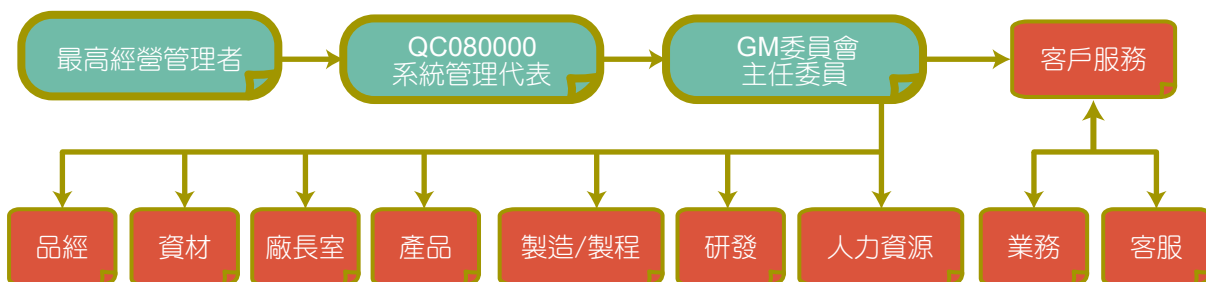 最高經營管理者
QC080000
系統管理代表
GM委員會
主任委員
客戶服務
品經
資材
廠長室
產品
製造/製程
研發
人力資源
業務
客服